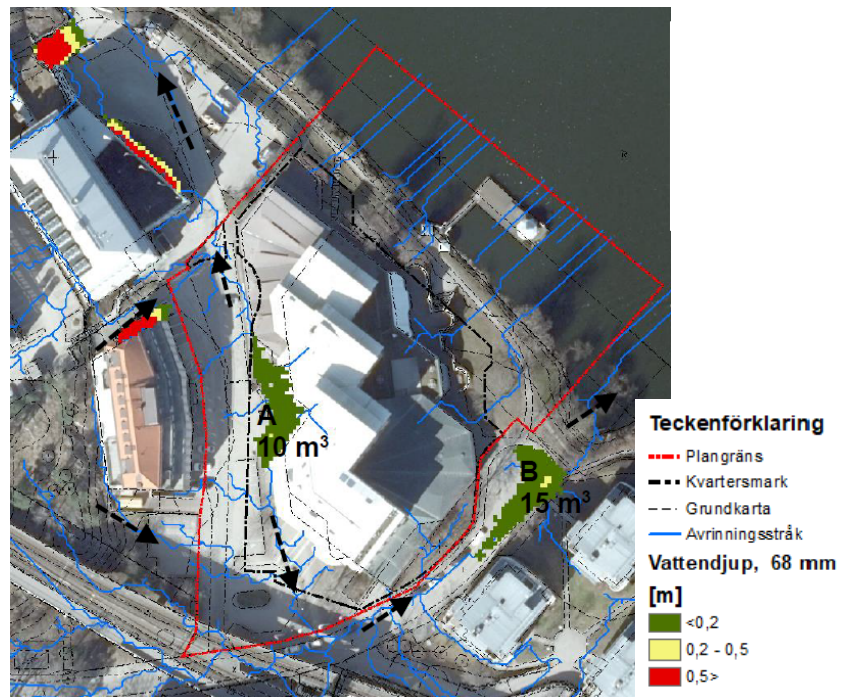 A
10 m³
B
15 m³
Teckenförklaring
Plangräns
Kvartersmark
Grundkarta
Avrinningsstråk
Vattendjup, 68 mm
[m]
<0,2
0,2 - 0,5
0,5>